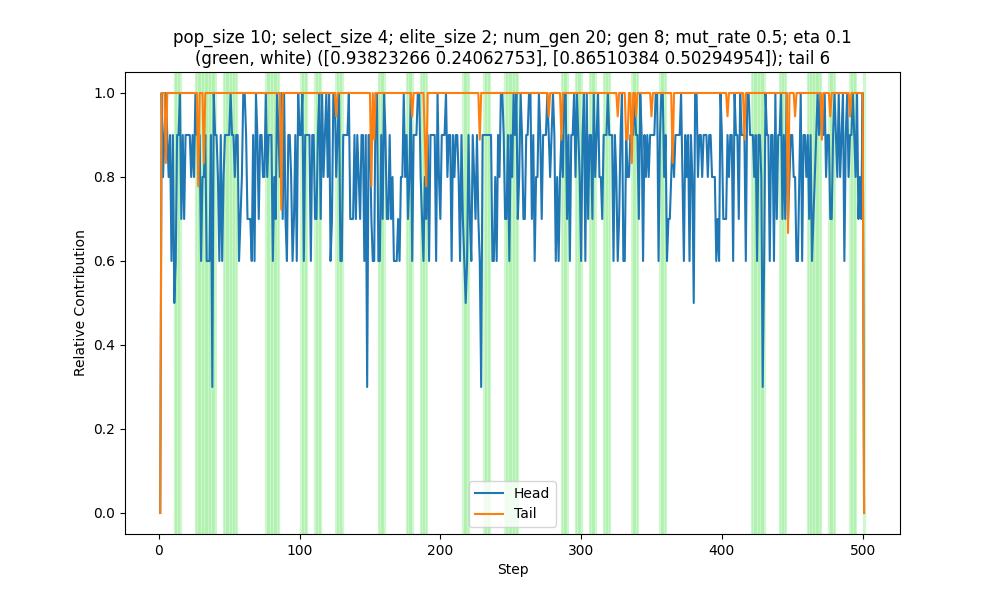 pop_size 10; select_size 4; elite_size 2; num_gen 20; gen 8; mut_rate 0.5; eta 0.1
(green, white) ([0.93823266 0.24062753], [0.86510384 0.50294954]); tail 6
1.0
0.8
0.6
0.4
0.2
0.0
Relative Contribution
Head
Tail
0
100
200
300
400
500
Step